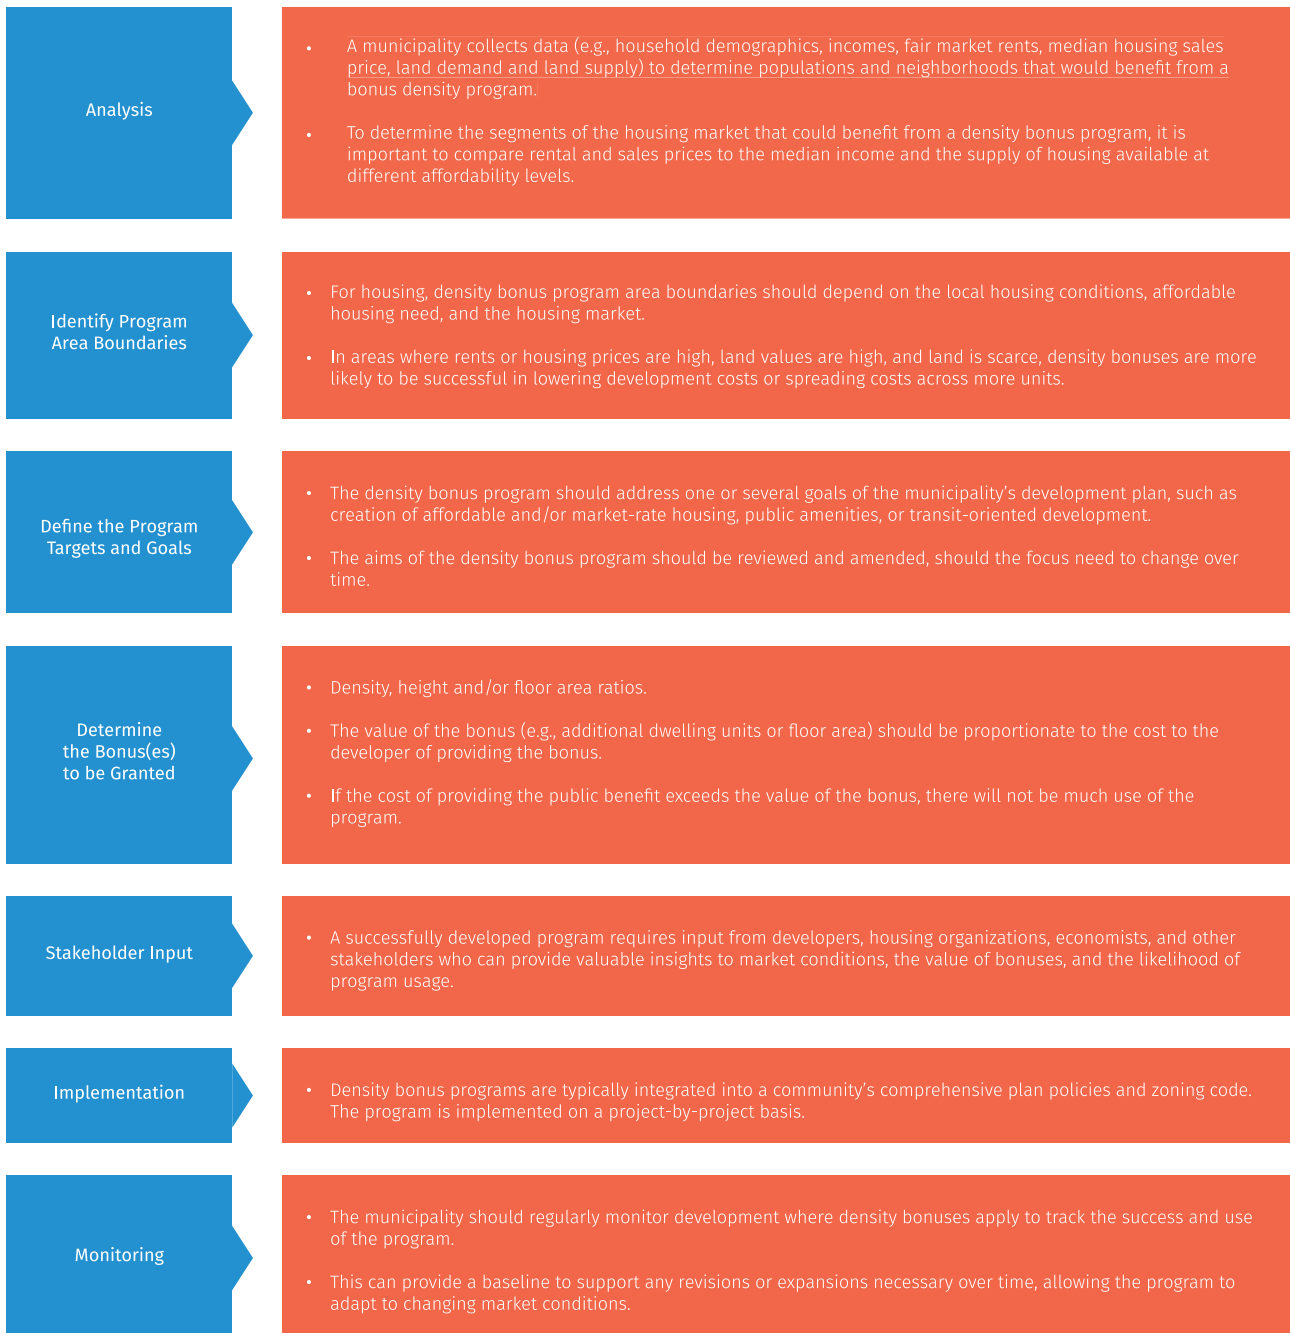 Analysis
• A municipality collects data (e.g., household demographics, incomes, fair market rents, median housing sales
price, land demand and land supply) to determine populations and neighborhoods that would benefit from a
bonus density program.
• To determine the segments of the housing market that could benefit from a density bonus program, it is
important to compare rental and sales prices to the median income and the supply of housing available at
different affordability levels.
Identify Program
Area Boundaries
• For housing, density bonus program area boundaries should depend on the local housing conditions, affordable
housing need, and the housing market.
• In areas where rents or housing prices are high, land values are high, and land is scarce, density bonuses are more
likely to be successful in lowering development costs or spreading costs across more units.
Define the Program
Targets and Goals
• The density bonus program should address one or several goals of the municipality's development plan, such as
creation of affordable and/or market-rate housing, public amenities, or transit-oriented development.
• The aims of the density bonus program should be reviewed and amended, should the focus need to change over
time.
Determine
the Bonus(es)
to be Granted
• Density, height and/or floor area ratios.
• The value of the bonus (e.g., additional dwelling units or floor area) should be proportionate to the cost to the
developer of providing the bonus.
• If the cost of providing the public benefit exceeds the value of the bonus, there will not be much use of the
program.
Stakeholder Input
• A successfully developed program requires input from developers, housing organizations, economists, and other
stakeholders who can provide valuable insights to market conditions, the value of bonuses, and the likelihood of
program usage.
Implementation
• Density bonus programs are typically integrated into a community's comprehensive plan policies and zoning code.
The program is implemented on a project-by-project basis.
Monitoring
• The municipality should regularly monitor development where density bonuses apply to track the success and use
of the program.
• This can provide a baseline to support any revisions or expansions necessary over time, allowing the program to
adapt to changing market conditions.